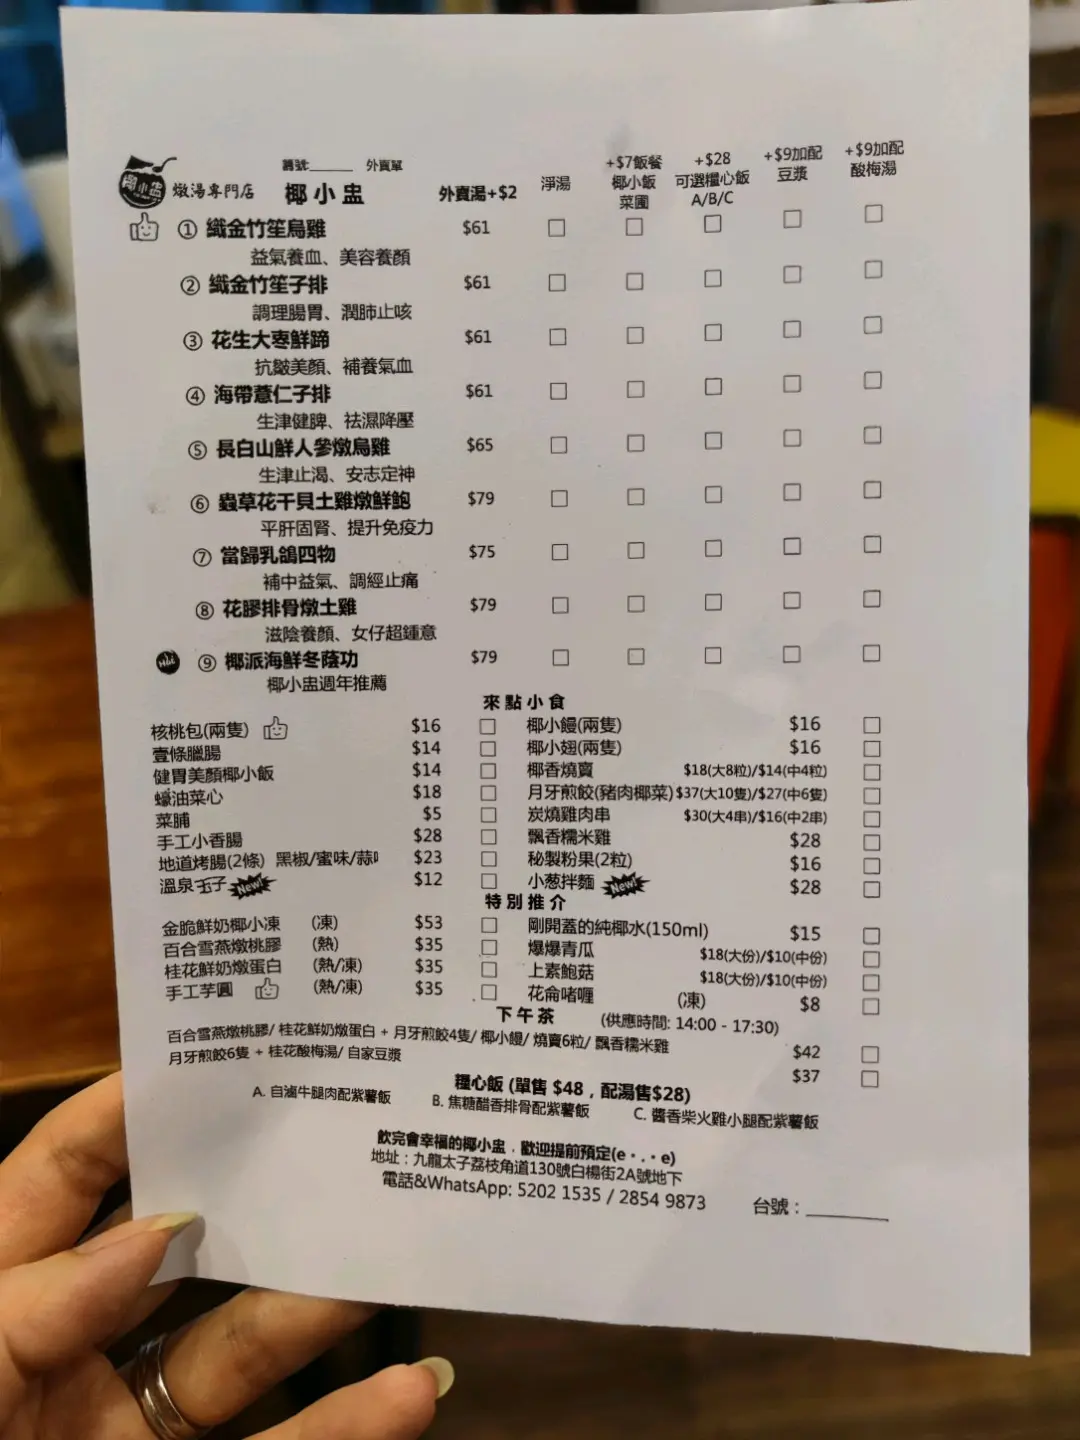 籌號:______ 外賣單
椰小盅
燉湯專門店 椰小盅 外賣湯+$2 淨湯 +$7飯餐 椰小飯 菜圃 +$28 可選糧心飯 A/B/C +$9加配 豆漿 +$9加配 酸梅湯
① 織金竹笙烏雞 $61
益氣養血、美容養顏
② 織金竹笙子排 $61
調理腸胃、潤肺止咳
③ 花生大枣鮮蹄 $61
抗皺美顏、補養氣血
④ 海帶薏仁子排 $61
生津健脾、祛濕降壓
⑤ 長白山鮮人參燉烏雞 $65
生津止渴、安志定神
⑥ 蟲草花干貝土雞燉鮮鮑 $79
平肝固腎、提升免疫力
⑦ 當歸乳鴿四物 $75
補中益氣、調經止痛
⑧ 花膠排骨燉土雞 $79
滋陰養顏、女仔超鍾意
⑨ 椰派海鮮冬蔭功 $79
椰小盅週年推薦
來點小食
核桃包(兩隻) $16 椰小饅(兩隻) $16
壹條臘腸 $14 椰小翅(兩隻) $16
健胃美顏椰小飯 $14 椰香燒賣 $18(大8粒)/$14(中4粒)
蠔油菜心 $18 月牙煎餃(豬肉椰菜) $37(大10隻)/$27(中6隻)
菜脯 $5 炭燒雞肉串 $30(大4串)/$16(中2串)
手工小香腸 $28 飄香糯米雞 $28
地道烤腸(2條) 黑椒/蜜味/蒜 $23 秘製粉果(2粒) $16
溫泉玉子 New! $12 小葱拌麵 New! $28
特別推介
金脆鮮奶椰小凍 (凍) $53 剛開蓋的純椰水(150ml) $15
百合雪燕燉桃膠 (熱) $35 爆爆青瓜 $18(大份)/$10(中份)
桂花鮮奶燉蛋白 (熱/凍) $35 上素鮑菇 $18(大份)/$10(中份)
手工芋圓 (熱/凍) $35 花侖啫喱 (凍) $8
下午茶 (供應時間: 14:00 - 17:30)
百合雪燕燉桃膠/ 桂花鮮奶燉蛋白 + 月牙煎餃4隻/ 椰小饅/ 燒賣6粒/ 飄香糯米雞 $42
月牙煎餃6隻 + 桂花酸梅湯/ 自家豆漿 $37
糧心飯 (單售 $48，配湯售$28)
A. 自滷牛腿肉配紫薯飯 B. 焦糖醋香排骨配紫薯飯 C. 醬香柴火雞小腿配紫薯飯
飲完會幸福的椰小盅﹒歡迎提前預定(e・.・e)
地址：九龍太子荔枝角道130號白楊街2A號地下
電話&WhatsApp: 5202 1535 / 2854 9873 台號：________